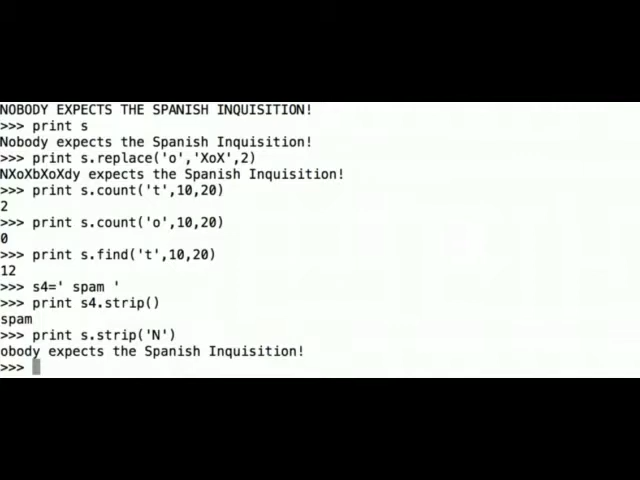 NOBODY EXPECTS THE SPANISH INQUISITION!
>>> print s
Nobody expects the Spanish Inquisition!
>>> print s.replace('o','XoX',2)
NXoXbXoXdy expects the Spanish Inquisition!
>>> print s.count('t',10,20)
2
>>> print s.count('o',10,20)
0
>>> print s.find('t',10,20)
12
>>> s4=' spam '
>>> print s4.strip()
spam
>>> print s.strip('N')
obody expects the Spanish Inquisition!
>>>